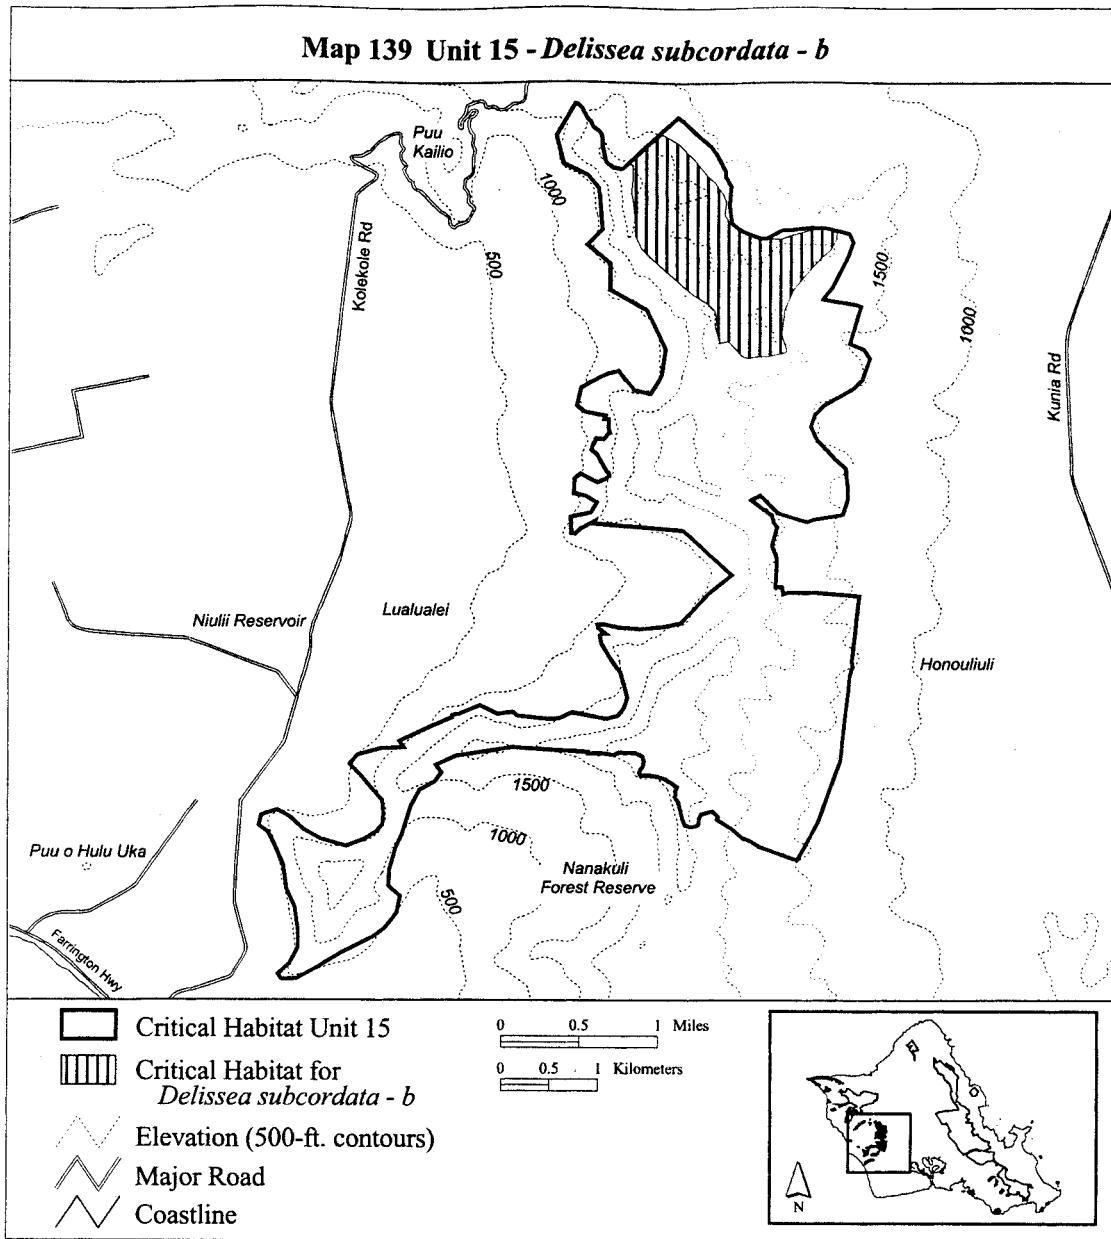 Map 139 Unit 15 - Delissea subcordata - b
Puu
Kailio
1000
500
Kolekole Rd
1500
1000
Kunia Rd
Niulii Reservoir
Lualualei
Honouliuli
1500
1000
500
Puu o Hulu Uka
Nanakuli
Forest Reserve
Farrington Hwy
Critical Habitat Unit 15
Critical Habitat for
Delissea subcordata - b
Elevation (500-ft. contours)
Major Road
Coastline
0 0.5 1 Miles
0 0.5 1 Kilometers
N